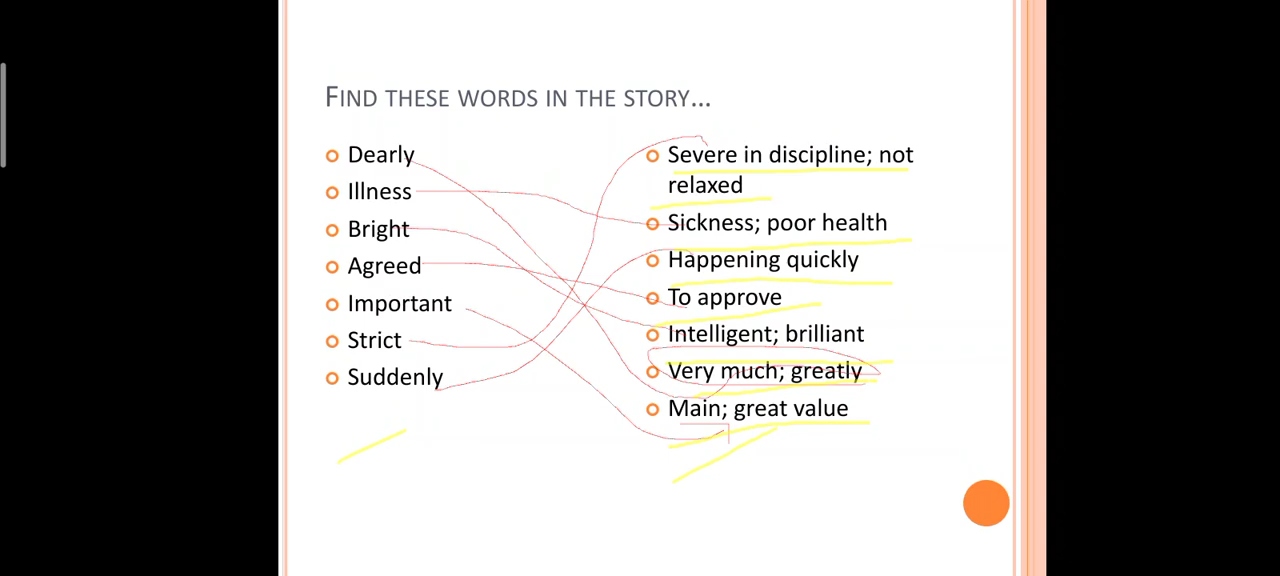 FIND THESE WORDS IN THE STORY...
Dearly
Illness
Bright
Agreed
Important
Strict
Suddenly
Severe in discipline; not
relaxed
Sickness; poor health
Happening quickly
To approve
Intelligent; brilliant
Very much; greatly
Main; great value